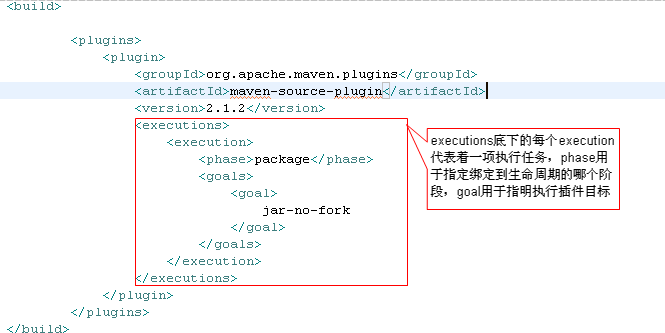 <build>
<plugins>
<plugin>
<groupId>org.apache.maven.plugins</groupId>
<artifactId>maven-source-plugin</artifactId>
<version>2.1.2</version>
<executions>
<execution>
<phase>package</phase>
<goals>
<goal>
jar-no-fork
</goal>
</goals>
</execution>
</executions>
</plugin>
</plugins>
</build>
executions底下的每个execution
代表着一项执行任务，phase用
于指定绑定到生命周期的哪个阶
段，goal用于指明执行插件目标